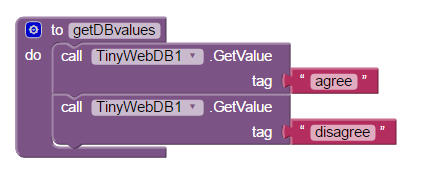 to getDBvalues
do call TinyWebDB1 .GetValue
tag “ agree ”
call TinyWebDB1 .GetValue
tag “ disagree ”